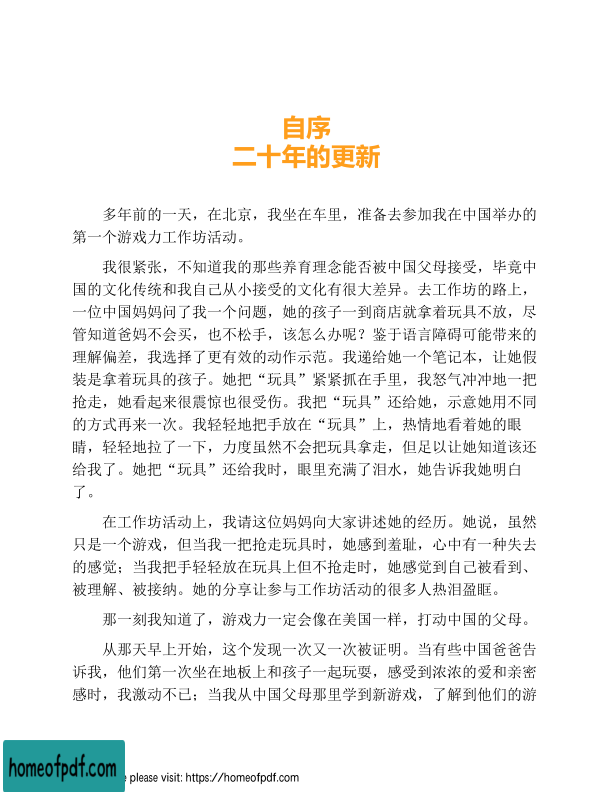 自序
二十年的更新
多年前的一天，在北京，我坐在车里，准备去参加我在中国举办的
第一个游戏力工作坊活动。
我很紧张，不知道我的那些养育理念能否被中国父母接受，毕竟中
国的文化传统和我自己从小接受的文化有很大差异。去工作坊的路上，
一位中国妈妈问了我一个问题，她的孩子一到商店就拿着玩具不放，尽
管知道爸妈不会买，也不松手，该怎么办呢？鉴于语言障碍可能带来的
理解偏差，我选择了更有效的动作示范。我递给她一个笔记本，让她假
装是拿着玩具的孩子。她把“玩具”紧紧抓在手里，我怒气冲冲地一把
抢走，她看起来很震惊也很受伤。我把“玩具”还给她，示意她用不同
的方式再来一次。我轻轻地把手放在“玩具”上，热情地看着她的眼
睛，轻轻地拉了一下，力度虽然不会把玩具拿走，但足以让她知道该还
给我了。她把“玩具”还给我时，眼里充满了泪水，她告诉我她明白
了。
在工作坊活动上，我请这位妈妈向大家讲述她的经历。她说，虽然
只是一个游戏，但当我一把抢走玩具时，她感到羞耻，心中有一种失去
的感觉；当我把手轻轻放在玩具上但不抢走时，她感觉到自己被看到、
被理解、被接纳。她的分享让参与工作坊活动的很多人热泪盈眶。
那一刻我知道了，游戏力一定会像在美国一样，打动中国的父母。
从那天早上开始，这个发现一次又一次被证明。当有些中国爸爸告
诉我，他们第一次坐在地板上和孩子一起玩耍，感受到浓浓的爱和亲密
感时，我激动不已；当我从中国父母那里学到新游戏，了解到他们的游
homeofpdf.com
e please visit: https://homeofpdf.com